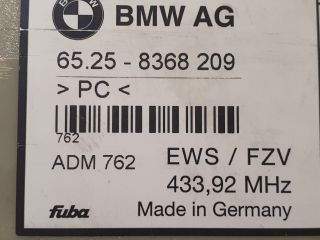 BMW AG
65.25 - 8368 209
> PC <
762
ADM 762 EWS / FZV
433,92 MHz
fuba Made in Germany